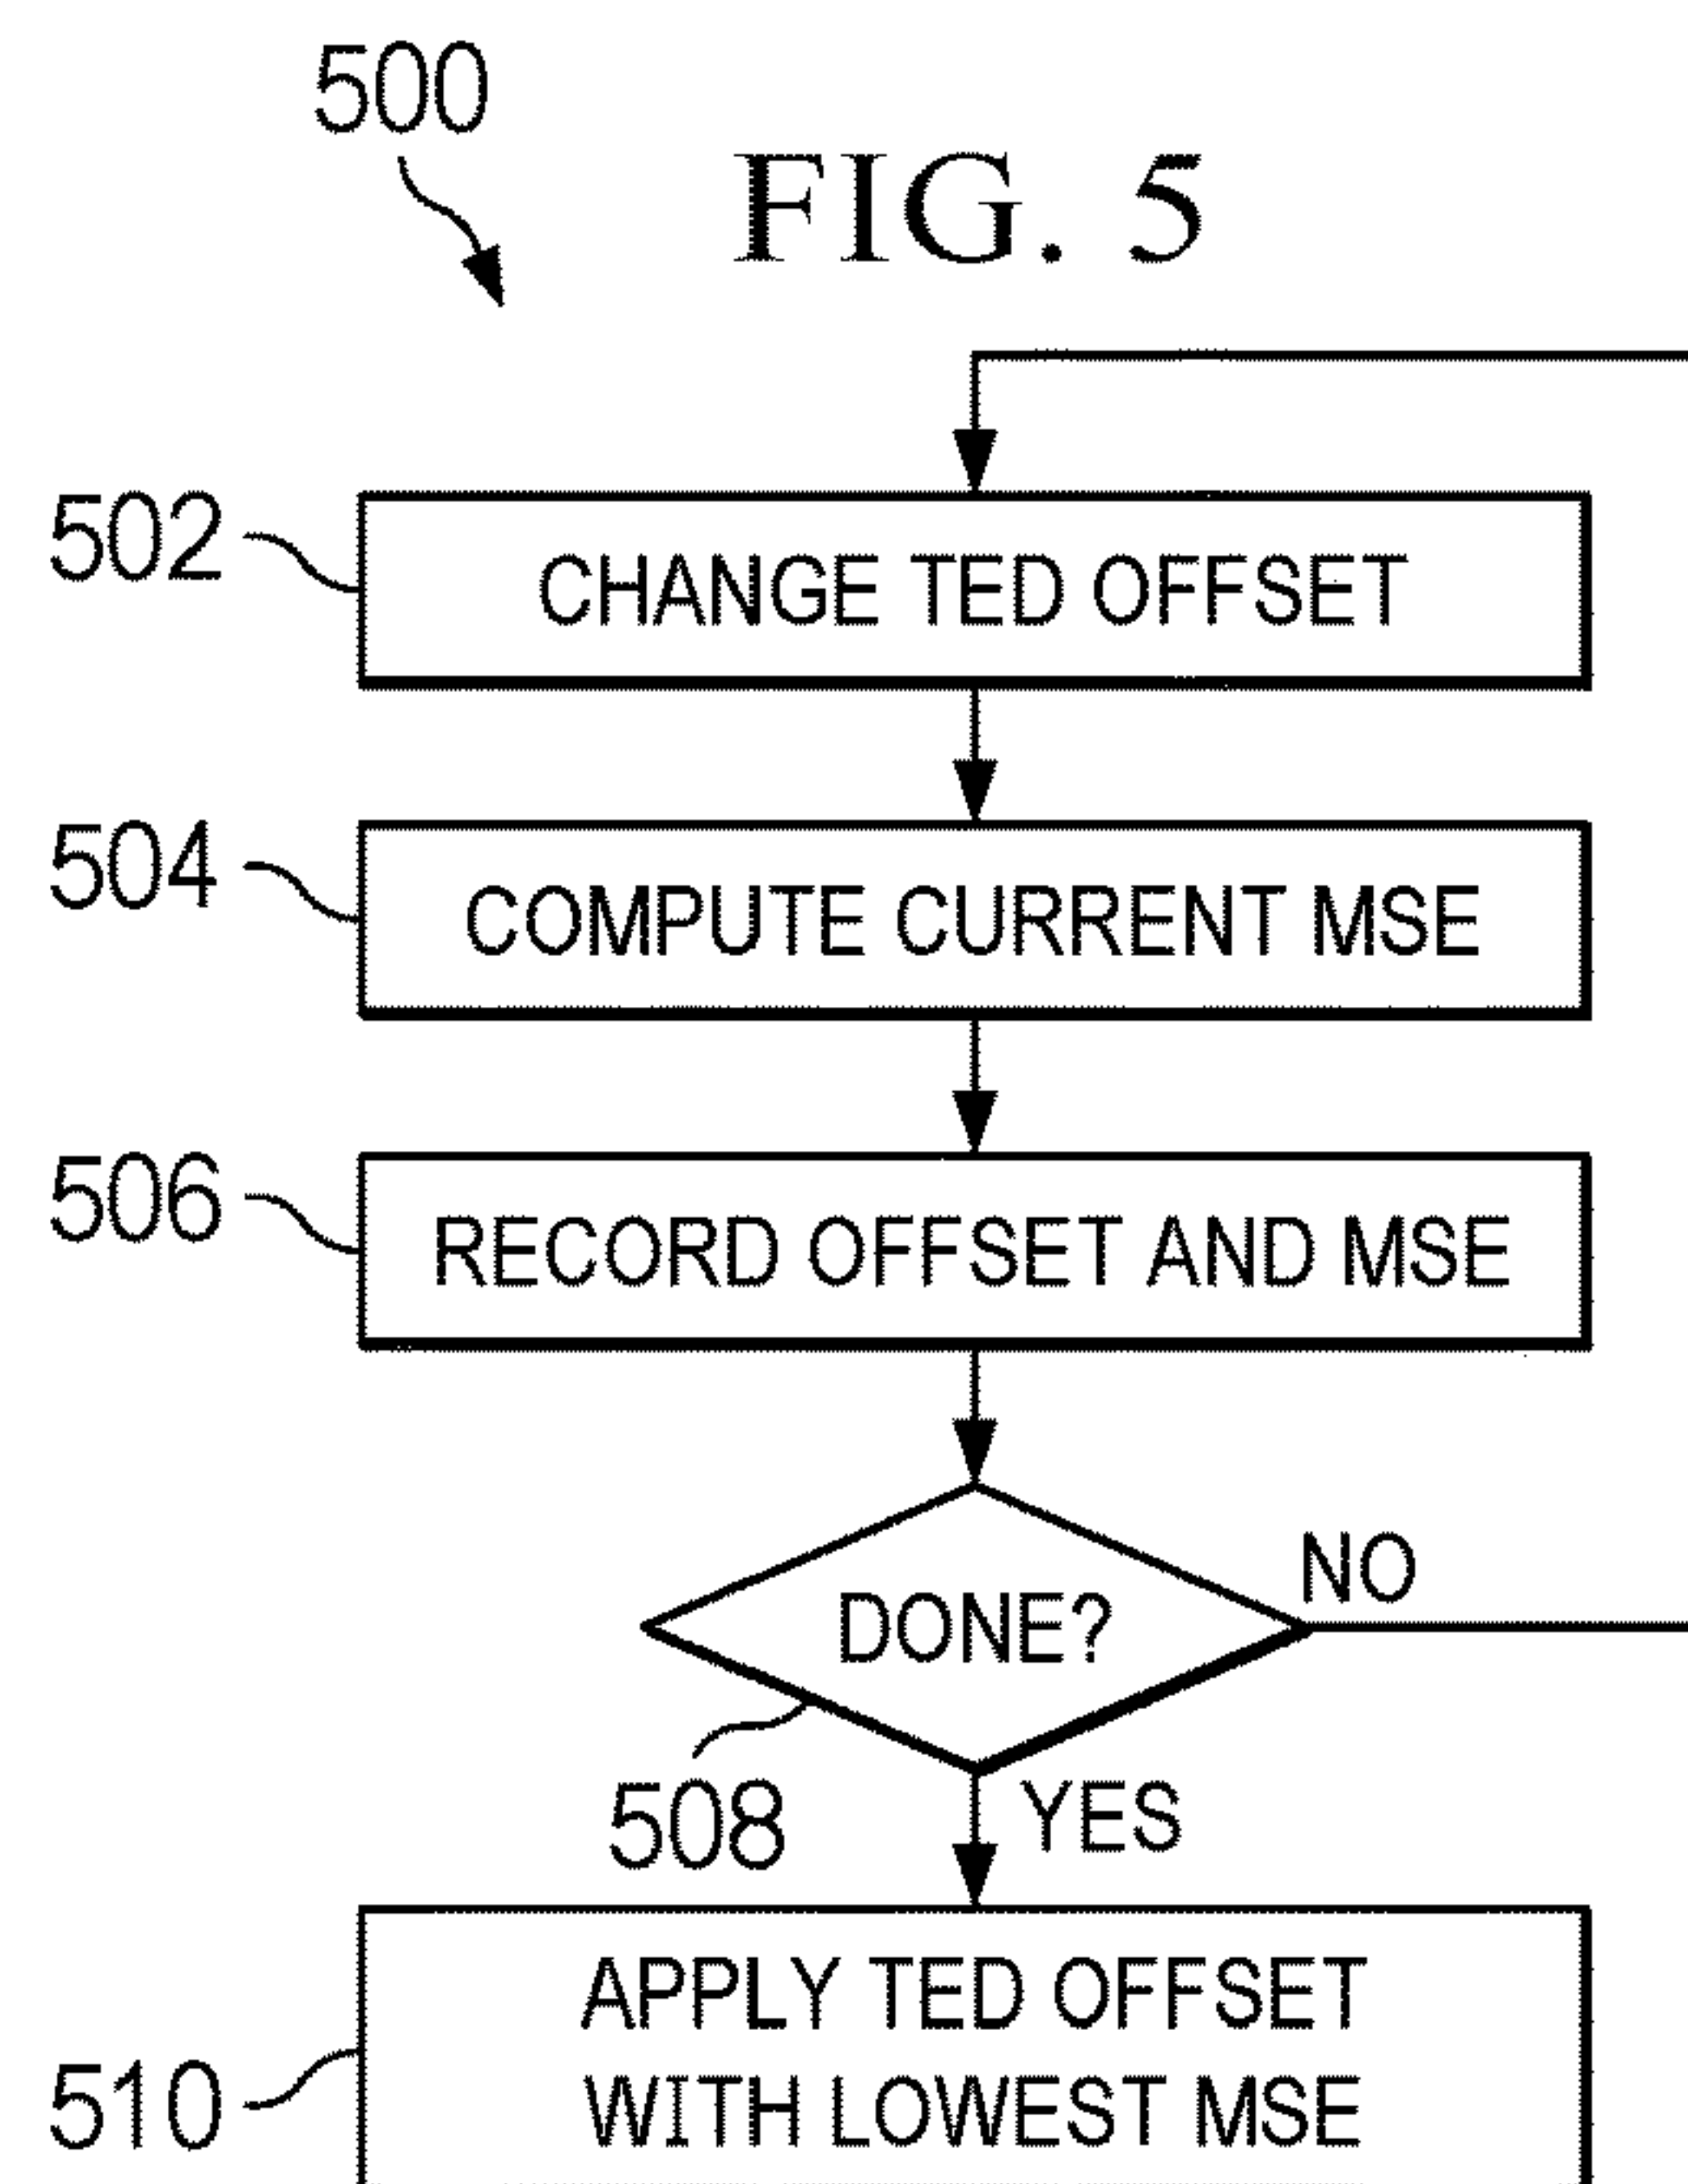 500
FIG. 5
502
CHANGE TED OFFSET
504
COMPUTE CURRENT MSE
506
RECORD OFFSET AND MSE
DONE?
NO
508
YES
510
APPLY TED OFFSET
WITH LOWEST MSE